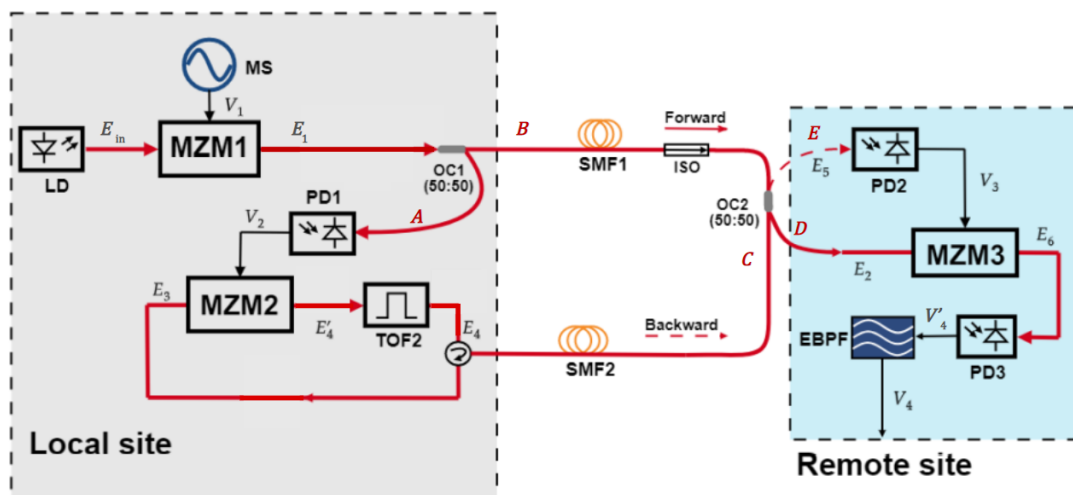 MS
V₁
E_in
LD
MZM1
E₁
OC1
(50:50)
B
SMF1
Forward
ISO
E
E₅
PD2
V₃
OC2
(50:50)
D
C
E₂
MZM3
E₆
PD1
V₂
A
E₃
MZM2
E′₄
TOF2
E₄
SMF2
Backward
EBPF
V′₄
PD3
V₄
Local site
Remote site